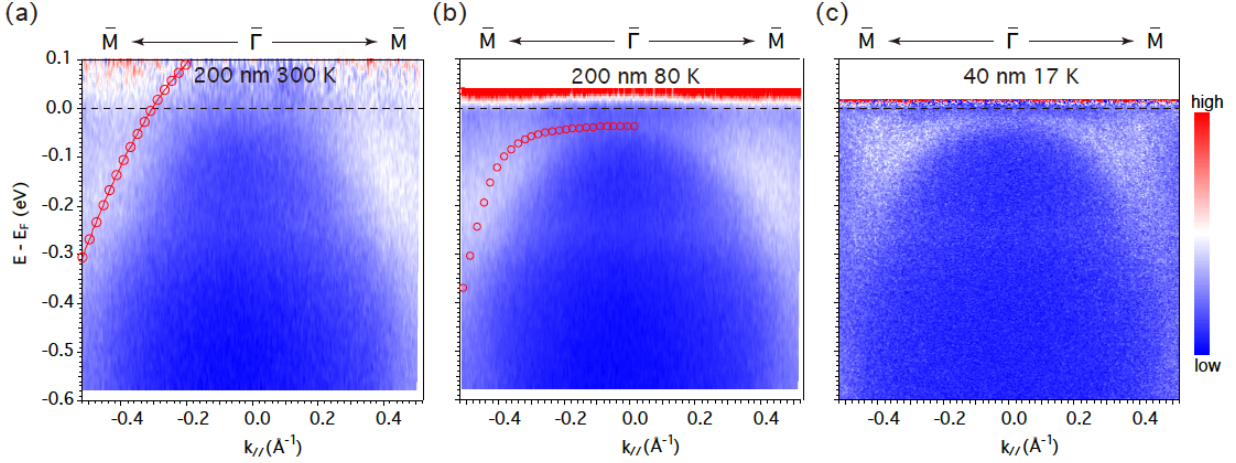 (a)
(b)
(c)
M̄ Γ̄ M̄
M̄ Γ̄ M̄
M̄ Γ̄ M̄
200 nm 300 K
200 nm 80 K
40 nm 17 K
E - E_F (eV)
0.1
0.0
-0.1
-0.2
-0.3
-0.4
-0.5
-0.6
-0.4 -0.2 0.0 0.2 0.4
-0.4 -0.2 0.0 0.2 0.4
-0.4 -0.2 0.0 0.2 0.4
k// (Å⁻¹)
k// (Å⁻¹)
k// (Å⁻¹)
high
low